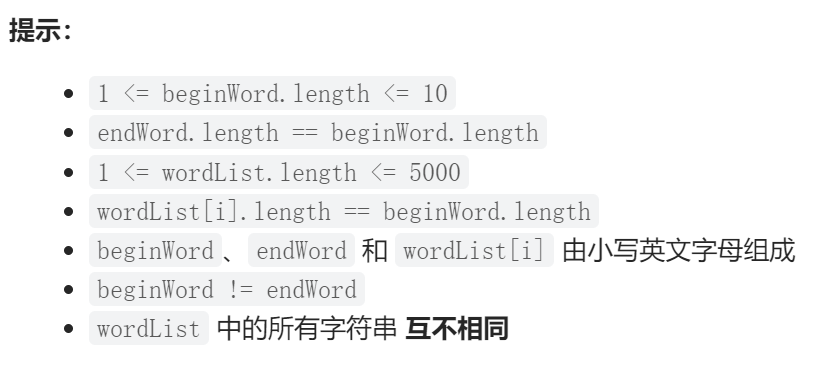 提示：
1 <= beginWord.length <= 10
endWord.length == beginWord.length
1 <= wordList.length <= 5000
wordList[i].length == beginWord.length
beginWord、endWord 和 wordList[i] 由小写英文字母组成
beginWord != endWord
wordList 中的所有字符串 互不相同